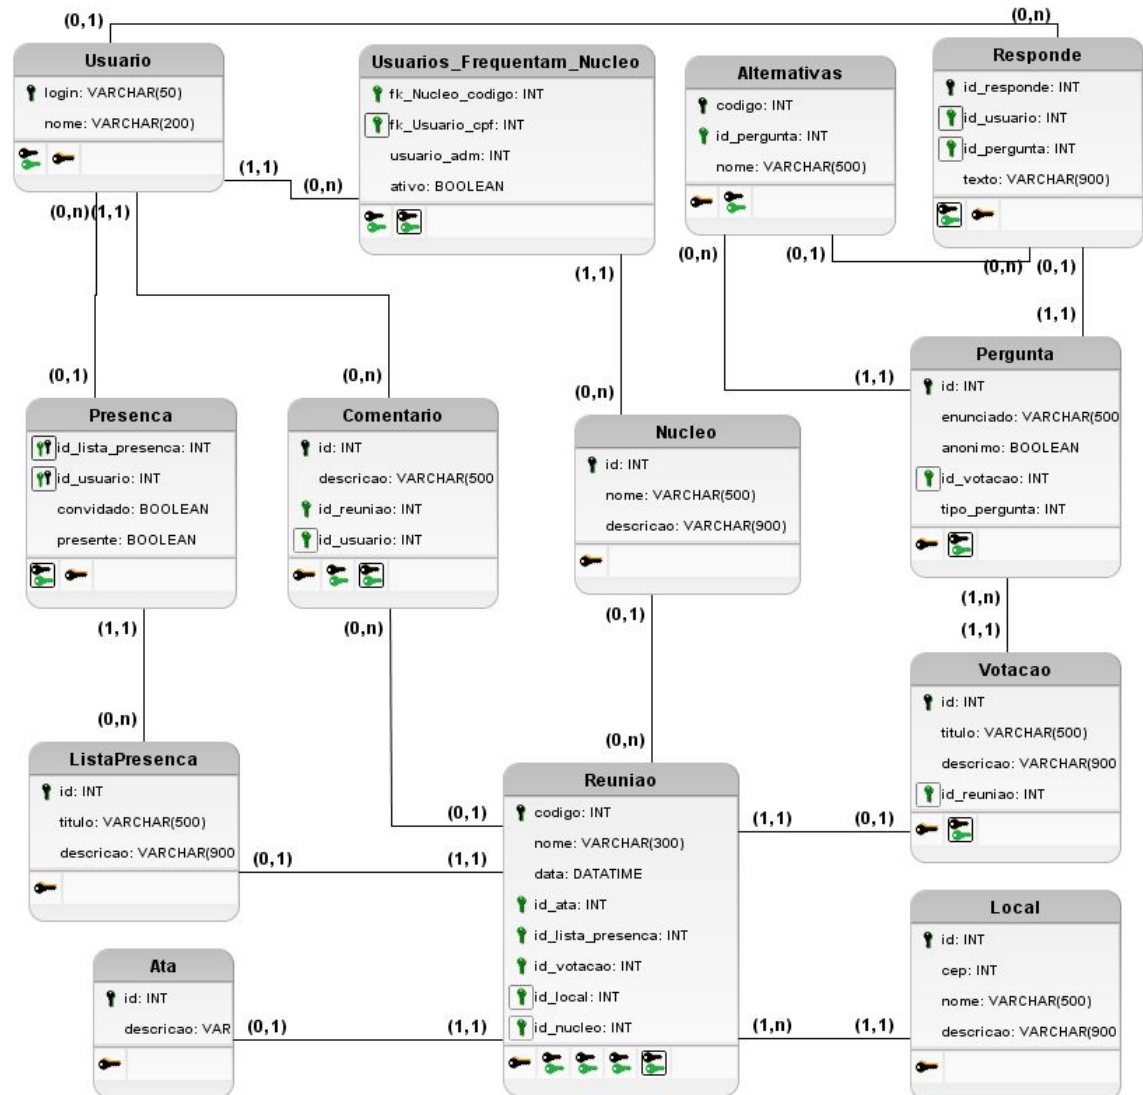 (0,1)
(0,n)
Usuario
login: VARCHAR(50)
nome: VARCHAR(200)
Usuarios_Frequentam_Nucleo
fk_Nucleo_codigo: INT
fk_Usuario_cpf: INT
usuario_adm: INT
ativo: BOOLEAN
Alternativas
codigo: INT
id_pergunta: INT
nome: VARCHAR(500)
Responde
id_responde: INT
id_usuario: INT
id_pergunta: INT
texto: VARCHAR(900)
(1,1)
(0,n)
(0,n)(1,1)
(1,1)
(0,n)
(0,1)
(0,n)
(0,1)
(1,1)
(0,1)
(0,n)
(0,n)
(1,1)
Presenca
id_lista_presenca: INT
id_usuario: INT
convidado: BOOLEAN
presente: BOOLEAN
Comentario
id: INT
descricao: VARCHAR(500
id_reuniao: INT
id_usuario: INT
Nucleo
id: INT
nome: VARCHAR(500)
descricao: VARCHAR(900)
Pergunta
id: INT
enunciado: VARCHAR(500
anonimo: BOOLEAN
id_votacao: INT
tipo_pergunta: INT
(1,1)
(0,n)
(0,1)
(1,n)
(1,1)
(0,n)
(0,n)
Votacao
id: INT
titulo: VARCHAR(500)
descricao: VARCHAR(900
id_reuniao: INT
ListaPresenca
id: INT
titulo: VARCHAR(500)
descricao: VARCHAR(900
Reuniao
codigo: INT
nome: VARCHAR(300)
data: DATATIME
id_ata: INT
id_lista_presenca: INT
id_votacao: INT
id_local: INT
id_nucleo: INT
(0,1)
(1,1)
(0,1)
(0,1)
(1,1)
Local
id: INT
cep: INT
nome: VARCHAR(500)
descricao: VARCHAR(900
Ata
id: INT
descricao: VAR
(0,1)
(1,1)
(1,n)
(1,1)